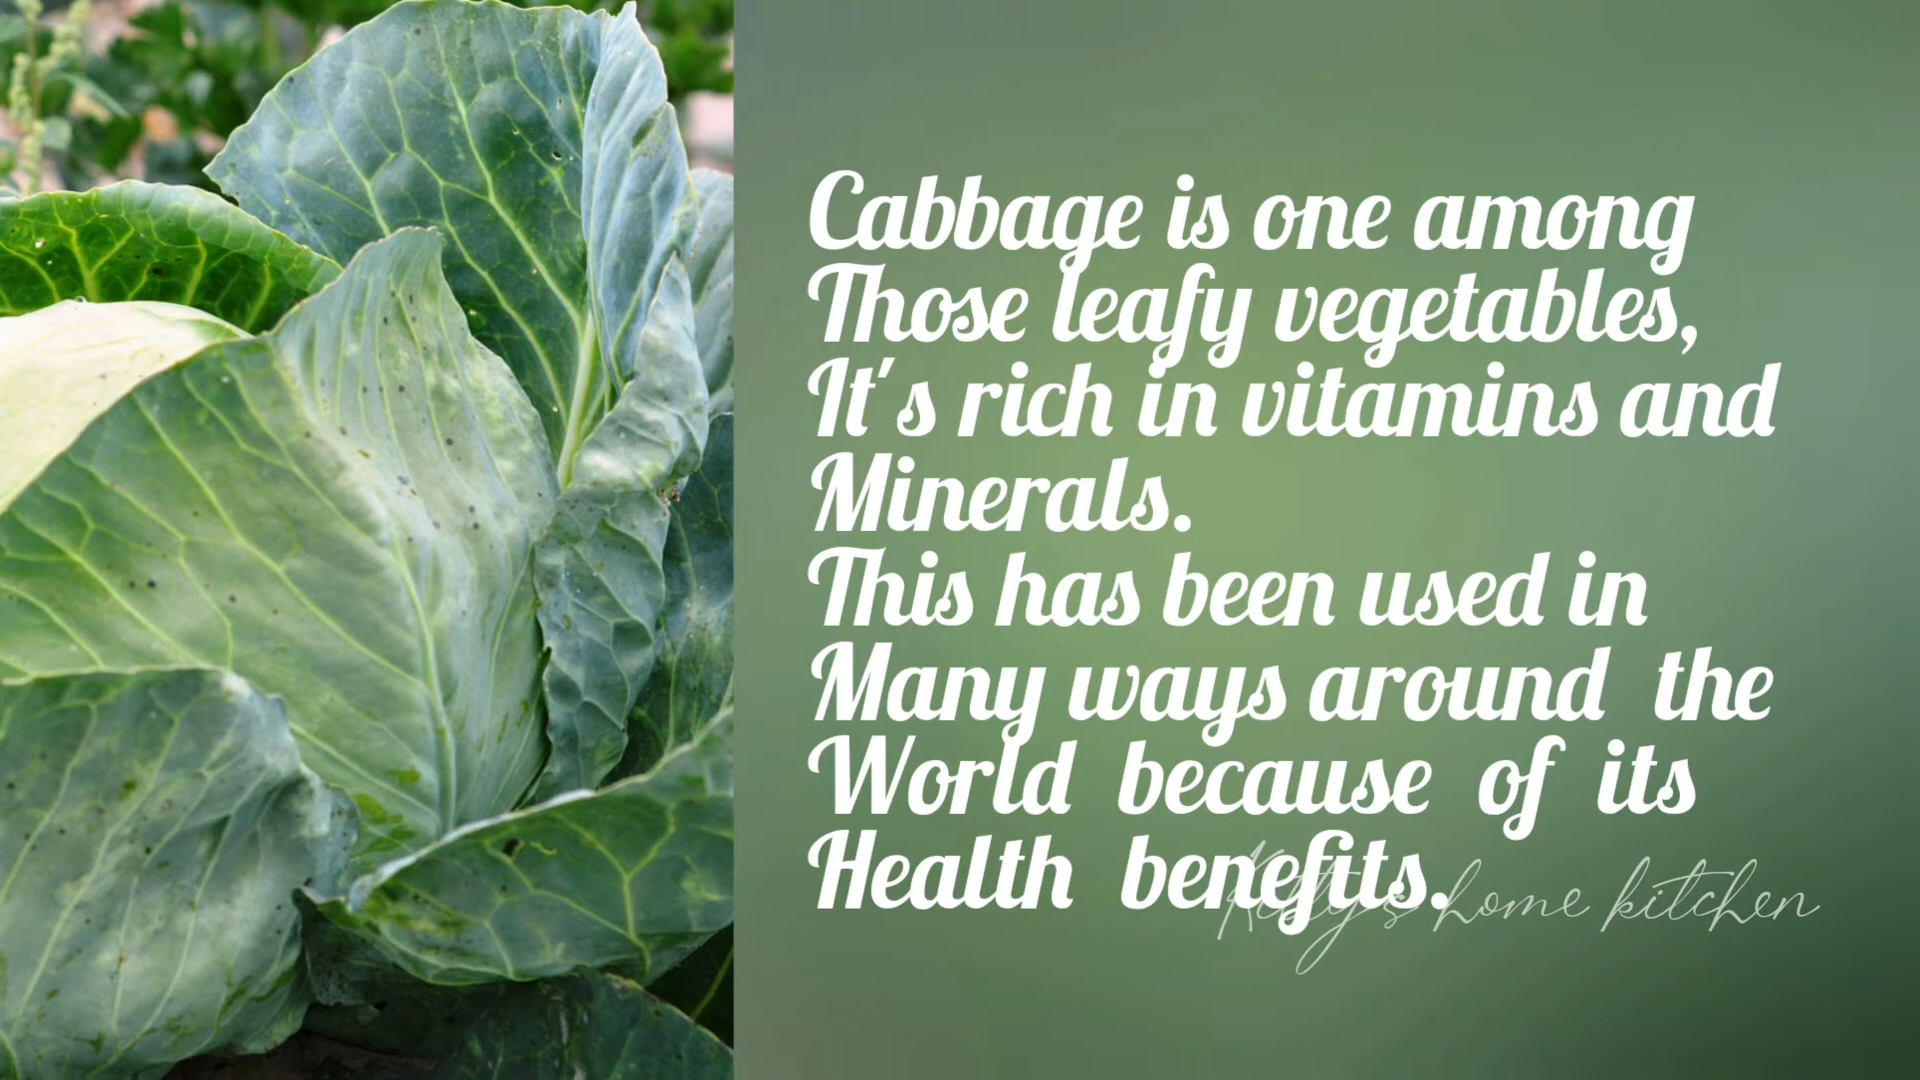 Cabbage is one among
Those leafy vegetables,
It's rich in vitamins and
Minerals.
This has been used in
Many ways around the
World because of its
Health benefits.
home kitchen